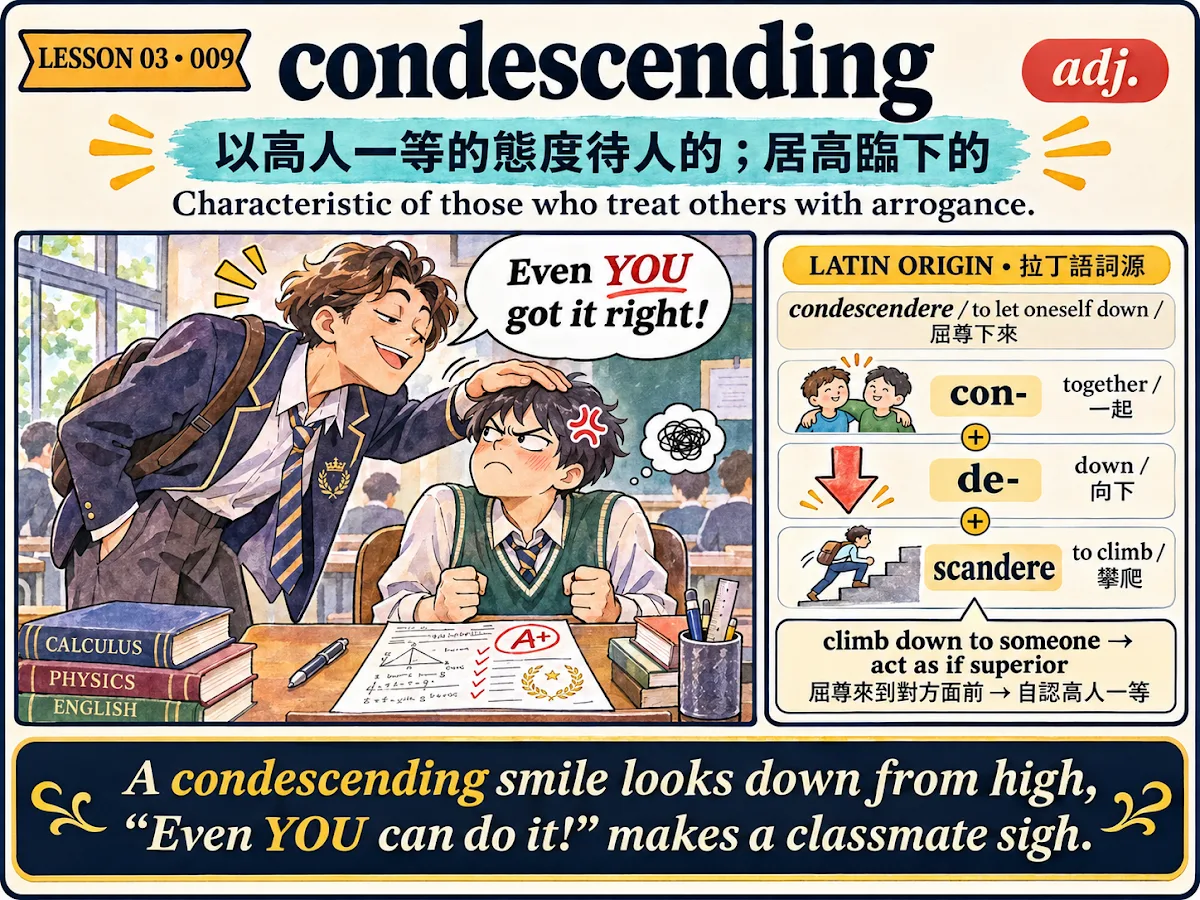 LESSON 03 • 009
condescending
adj.
以高人一等的態度待人的；居高臨下的
Characteristic of those who treat others with arrogance.
Even YOU
got it right!
A+
CALCULUS
PHYSICS
ENGLISH
LATIN ORIGIN • 拉丁語詞源
condescendere / to let oneself down /
屈尊下來
con-
together /
一起
+
de-
down /
向下
+
scandere
to climb /
攀爬
climb down to someone →
act as if superior
屈尊來到對方面前 → 自認高人一等
A condescending smile looks down from high,
“Even YOU can do it!” makes a classmate sigh.